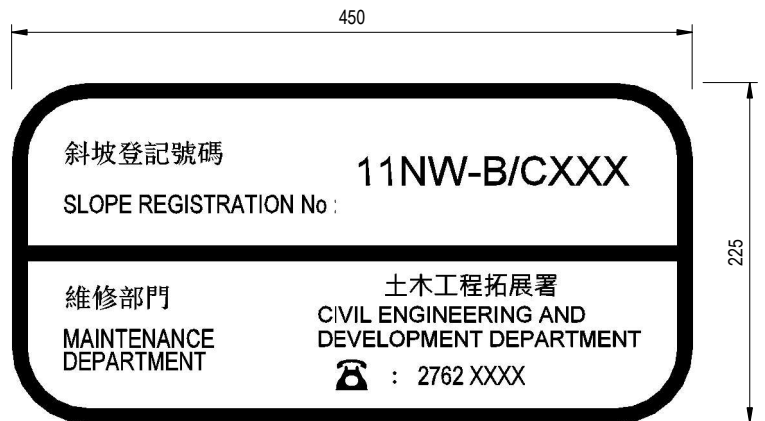 450
斜坡登記號碼
11NW-B/CXXX
SLOPE REGISTRATION No :
225
維修部門
土木工程拓展署
MAINTENANCE
DEPARTMENT
CIVIL ENGINEERING AND
DEVELOPMENT DEPARTMENT
☎ : 2762 XXXX